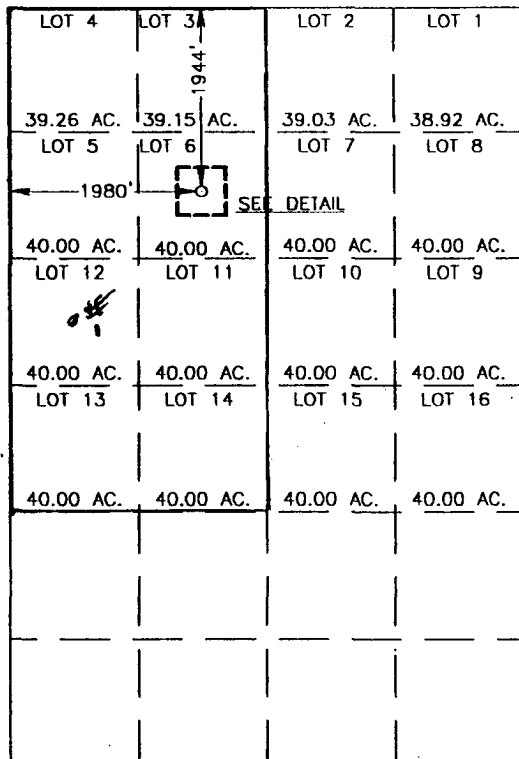 LOT 4 LOT 3 LOT 2 LOT 1
1944'
39.26 AC. 39.15 AC. 39.03 AC. 38.92 AC.
LOT 5 LOT 6 LOT 7 LOT 8
1980'
SEE DETAIL
40.00 AC. 40.00 AC. 40.00 AC. 40.00 AC.
LOT 12 LOT 11 LOT 10 LOT 9
1
40.00 AC. 40.00 AC. 40.00 AC. 40.00 AC.
LOT 13 LOT 14 LOT 15 LOT 16
40.00 AC. 40.00 AC. 40.00 AC. 40.00 AC.